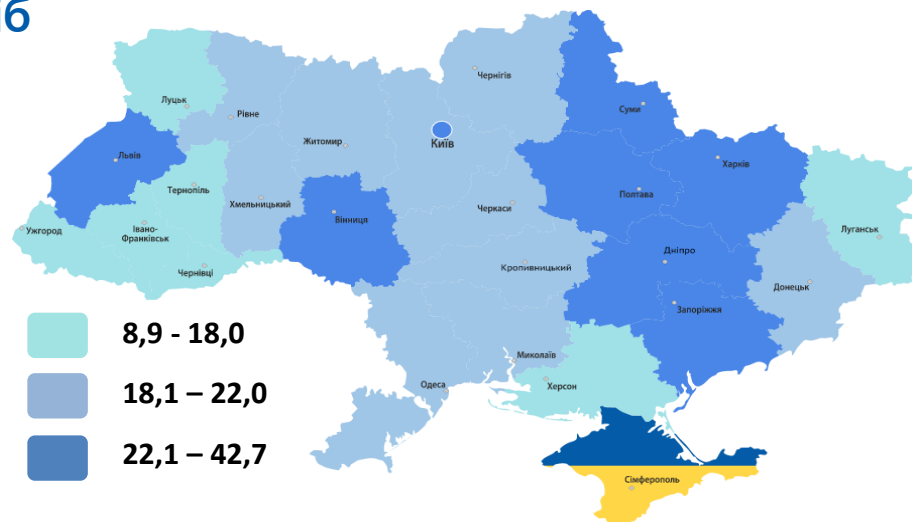 іб
Чернігів
Луцьк
Суми
Рівне
Житомир
Київ
Львів
Харків
Тернопіль
Полтава
Хмельницький
Черкаси
Вінниця
Ужгород
Івано-
Франківськ
Луганськ
Дніпро
Чернівці
Кропивницький
Донецьк
Запоріжжя
8,9 - 18,0
Миколаїв
Одеса
Херсон
18,1 – 22,0
22,1 – 42,7
Сімферополь